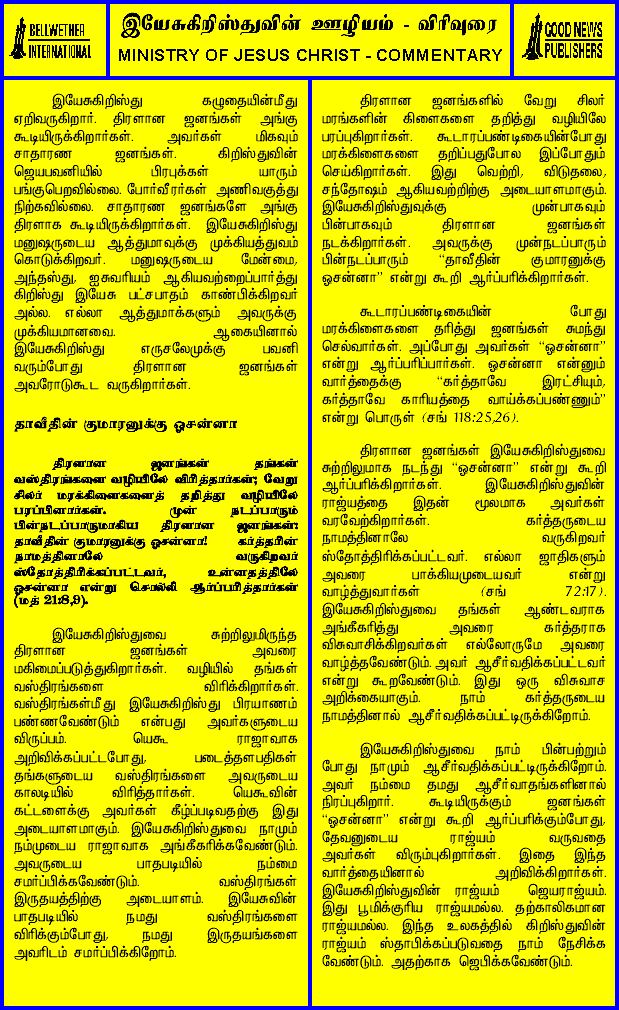 BELLWETHER
INTERNATIONAL
இயேசுகிறிஸ்துவின் ஊழியம் - விரிவுரை
MINISTRY OF JESUS CHRIST - COMMENTARY
GOOD NEWS
PUBLISHERS
இயேசுகிறிஸ்து கழுதையின்மீது
ஏறிவருகிறார். திரளான ஜனங்கள் அங்கு
கூடியிருக்கிறார்கள். அவர்கள் மிகவும்
சாதாரண ஜனங்கள். கிறிஸ்துவின்
ஜெயபவனியில் பிரபுக்கள் யாரும்
பங்குபெறவில்லை. போர்வீரர்கள் அணிவகுத்து
நிற்கவில்லை. சாதாரண ஜனங்களே அங்கு
திரளாக கூடியிருக்கிறார்கள். இயேசுகிறிஸ்து
மனுஷருடைய ஆத்துமாவுக்கு முக்கியத்துவம்
கொடுக்கிறவர். மனுஷருடைய மேன்மை,
அந்தஸ்து, ஐசுவரியம் ஆகியவற்றைப்பார்த்து
கிறிஸ்து இயேசு பட்சபாதம் காண்பிக்கிறவர்
அல்ல. எல்லா ஆத்துமாக்களும் அவருக்கு
முக்கியமானவை. ஆகையினால்
இயேசுகிறிஸ்து எருசலேமுக்கு பவனி
வரும்போது திரளான ஜனங்கள்
அவரோடுகூட வருகிறார்கள்.
தாவீதின் குமாரனுக்கு ஓசன்னா
திரளான ஜனங்கள் தங்கள்
வஸ்திரங்களை வழியிலே விரித்தார்கள்; வேறு
சிலர் மரக்கிளைகளைத் தறித்து வழியிலே
பரப்பினார்கள். முன் நடப்பாரும்
பின்நடப்பாருமாகிய திரளான ஜனங்கள்:
தாவீதின் குமாரனுக்கு ஓசன்னா! கர்த்தரின்
நாமத்தினாலே வருகிறவர்
ஸ்தோத்திரிக்கப்பட்டவர், உன்னதத்திலே
ஓசன்னா என்று சொல்லி ஆர்ப்பரித்தார்கள்
(மத் 21:8,9).
இயேசுகிறிஸ்துவை சுற்றிலுமிருந்த
திரளான ஜனங்கள் அவரை
மகிமைப்படுத்துகிறார்கள். வழியில் தங்கள்
வஸ்திரங்களை விரிக்கிறார்கள்.
வஸ்திரங்கள்மீது இயேசுகிறிஸ்து பிரயாணம்
பண்ணவேண்டும் என்பது அவர்களுடைய
விருப்பம். யெகூ ராஜாவாக
அறிவிக்கப்பட்டபோது, படைத்தளபதிகள்
தங்களுடைய வஸ்திரங்களை அவருடைய
காலடியில் விரித்தார்கள். யெகூவின்
கட்டளைக்கு அவர்கள் கீழ்ப்படிவதற்கு இது
அடையாளமாகும். இயேசுகிறிஸ்துவை நாமும்
நம்முடைய ராஜாவாக அங்கீகரிக்கவேண்டும்.
அவருடைய பாதபடியில் நம்மை
சமர்ப்பிக்கவேண்டும். வஸ்திரங்கள்
இருதயத்திற்கு அடையாளம். இயேசுவின்
பாதபடியில் நமது வஸ்திரங்களை
விரிக்கும்போது, நமது இருதயங்களை
அவரிடம் சமர்ப்பிக்கிறோம்.
திரளான ஜனங்களில் வேறு சிலர்
மரங்களின் கிளைகளை தறித்து வழியிலே
பரப்புகிறார்கள். கூடாரப்பண்டிகையின்போது
மரக்கிளைகளை தறிப்பதுபோல இப்போதும்
செய்கிறார்கள். இது வெற்றி, விடுதலை,
சந்தோஷம் ஆகியவற்றிற்கு அடையாளமாகும்.
இயேசுகிறிஸ்துவுக்கு முன்பாகவும்
பின்பாகவும் திரளான ஜனங்கள்
நடக்கிறார்கள். அவருக்கு முன்நடப்பாரும்
பின்நடப்பாரும் “தாவீதின் குமாரனுக்கு
ஓசன்னா” என்று கூறி ஆர்ப்பரிக்கிறார்கள்.
கூடாரப்பண்டிகையின் போது
மரக்கிளைகளை தரித்து ஜனங்கள் சுமந்து
செல்வார்கள். அப்போது அவர்கள் “ஓசன்னா”
என்று ஆர்ப்பரிப்பார்கள். ஓசன்னா என்னும்
வார்த்தைக்கு “கர்த்தாவே இரட்சியும்,
கர்த்தாவே காரியத்தை வாய்க்கப்பண்ணும்”
என்று பொருள் (சங் 118:25,26).
திரளான ஜனங்கள் இயேசுகிறிஸ்துவை
சுற்றிலுமாக நடந்து “ஓசன்னா” என்று கூறி
ஆர்ப்பரிக்கிறார்கள். இயேசுகிறிஸ்துவின்
ராஜ்யத்தை இதன் மூலமாக அவர்கள்
வரவேற்கிறார்கள். கர்த்தருடைய
நாமத்தினாலே வருகிறவர்
ஸ்தோத்திரிக்கப்பட்டவர். எல்லா ஜாதிகளும்
அவரை பாக்கியமுடையவர் என்று
வாழ்த்துவார்கள் (சங் 72:17).
இயேசுகிறிஸ்துவை தங்கள் ஆண்டவராக
அங்கீகரித்து அவரை கர்த்தராக
விசுவாசிக்கிறவர்கள் எல்லோருமே அவரை
வாழ்த்தவேண்டும். அவர் ஆசீர்வதிக்கப்பட்டவர்
என்று கூறவேண்டும். இது ஒரு விசுவாச
அறிக்கையாகும். நாம் கர்த்தருடைய
நாமத்தினால் ஆசீர்வதிக்கப்பட்டிருக்கிறோம்.
இயேசுகிறிஸ்துவை நாம் பின்பற்றும்
போது நாமும் ஆசீர்வதிக்கப்பட்டிருக்கிறோம்.
அவர் நம்மை தமது ஆசீர்வாதங்களினால்
நிரப்புகிறார். கூடியிருக்கும் ஜனங்கள்
“ஓசன்னா” என்று கூறி ஆர்ப்பரிக்கும்போது,
தேவனுடைய ராஜ்யம் வருவதை
அவர்கள் விரும்புகிறார்கள். இதை இந்த
வார்த்தையினால் அறிவிக்கிறார்கள்.
இயேசுகிறிஸ்துவின் ராஜ்யம் ஜெயராஜ்யம்.
இது பூமிக்குரிய ராஜ்யமல்ல. தற்காலிகமான
ராஜ்யமல்ல. இந்த உலகத்தில் கிறிஸ்துவின்
ராஜ்யம் ஸ்தாபிக்கப்படுவதை நாம் நேசிக்க
வேண்டும். அதற்காக ஜெபிக்கவேண்டும்.